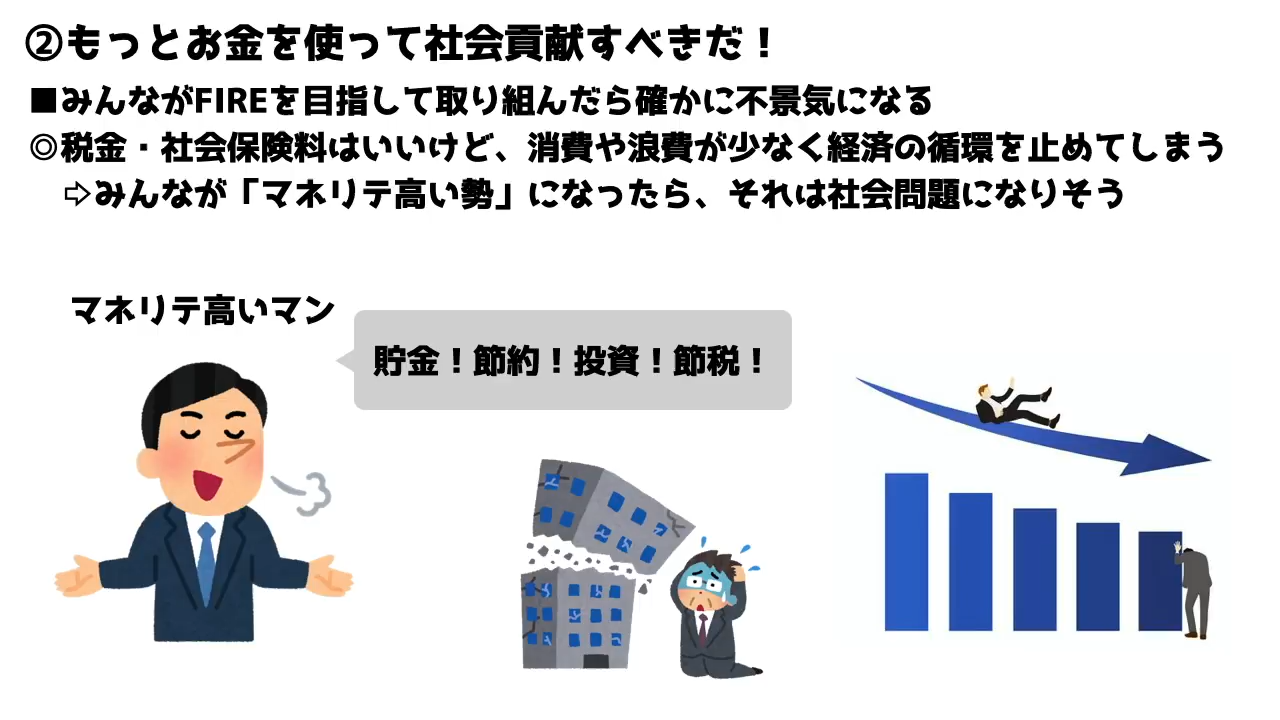 ②もっとお金を使って社会貢献すべきだ！
■みんながFIREを目指して取り組んだら確かに不景気になる
◎税金・社会保険料はいいけど、消費や浪費が少なく経済の循環を止めてしまう
⇨みんなが「マネリテ高い勢」になったら、それは社会問題になりそう
マネリテ高いマン
貯金！節約！投資！節税！